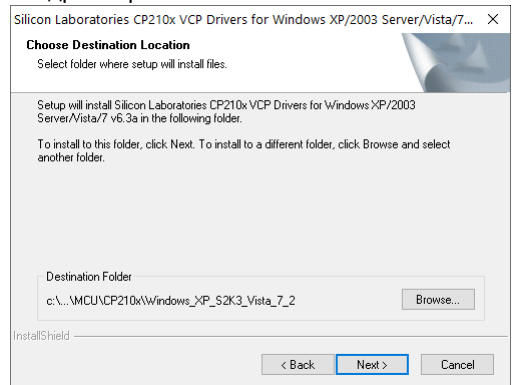 Silicon Laboratories CP210x VCP Drivers for Windows XP/2003 Server/Vista/7...
Choose Destination Location
Select folder where setup will install files.
Setup will install Silicon Laboratories CP210x VCP Drivers for Windows XP/2003
Server/Vista/7 v6.3a in the following folder.
To install to this folder, click Next. To install to a different folder, click Browse and select
another folder.
Destination Folder
c:\...\MCU\CP210x\Windows_XP_S2K3_Vista_7_2
Browse...
InstallShield
< Back
Next >
Cancel